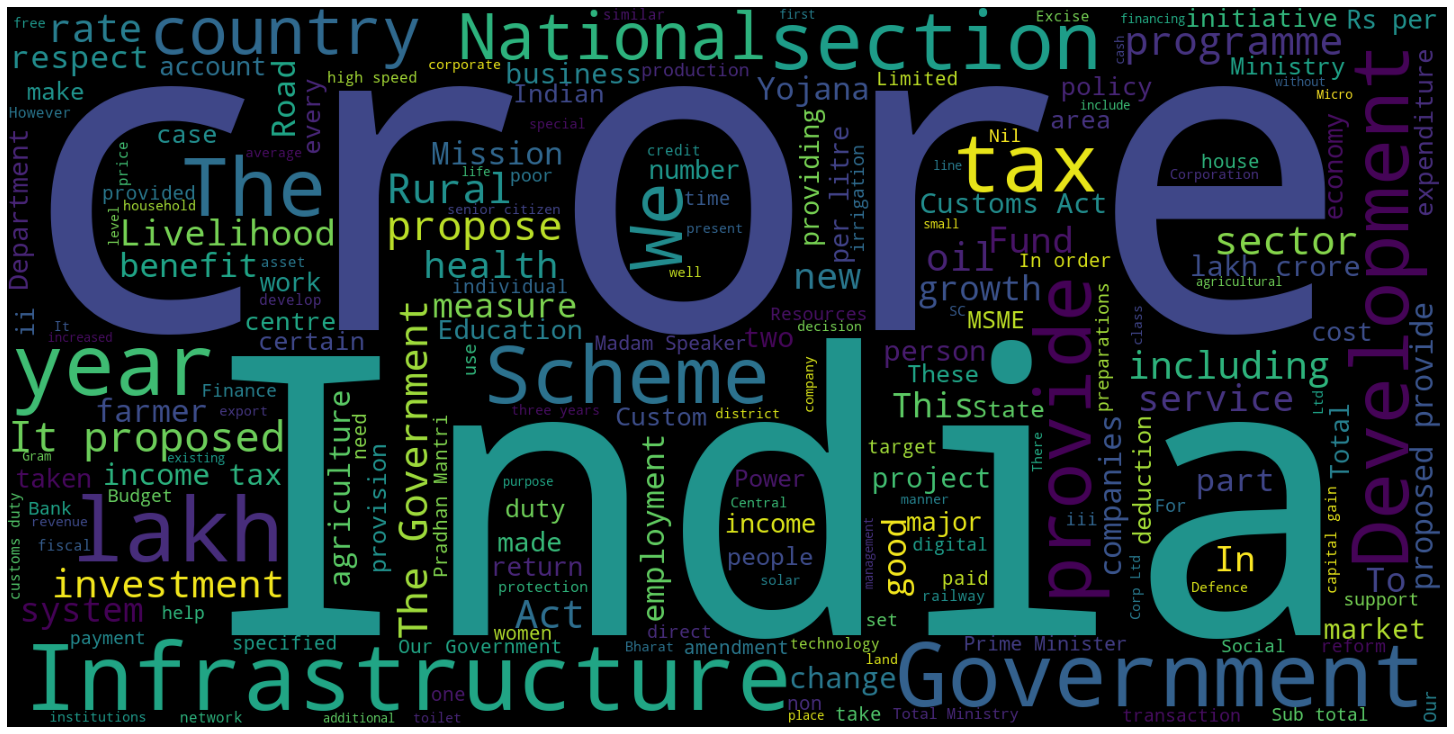 free
rate
country
National
section
similar
first
Excise
financing
initiative
Rs per
respect
account
Road
high speed
corporate
business
production
Limited
cash
programme
Ministry
make
However
every
Indian
special
Yojana
policy
include
without
Micro
crore
Department
case
price
average
The
Mission
life
poor
credit
number
We
line
Nil
tax
area
house
Corporation
economy
expenditure
Development
provided
household
level
Rural
senior citizen
time
present
providing
per litre
irrigation
Customs Act
small
Livelihood
propose
well
oil
Fund
In order
sector
lakh crore
agricultural
benefit
asset
work
develop
health
individual
new
growth
ii
It
increased
centre
certain
measure
Education
Madam Speaker
Resources
two
decision
MSME
SC
provide
preparations
class
cost
proposed provide
year
Finance
farmer
export
India
Scheme
use
three years
Custom
district
company
person
These
This
State
including
service
Ltd
Total
It proposed
Gram
existing
need
agriculture
provision
The Government
Pradhan Mantri
employment
target
project
There
companies
deduction
taken
income tax
Budget
Bank
revenue
fiscal
lakh
customs duty
purpose
duty
made
return
protection
Power
Central
income
people
solar
manner
major
good
digital
management
iii
part
For
In
To
capital gain
investment
system
help
payment
specified
Act
women
Our Government
direct
Bharat
amendment
technology
set
paid
railway
land
Corp Ltd
Prime Minister
Defence
Social
support
market
reform
Infrastructure
institutions
network
additional
toilet
one
change
non
place
take
Government
Total Ministry
transaction
Sub total
Our